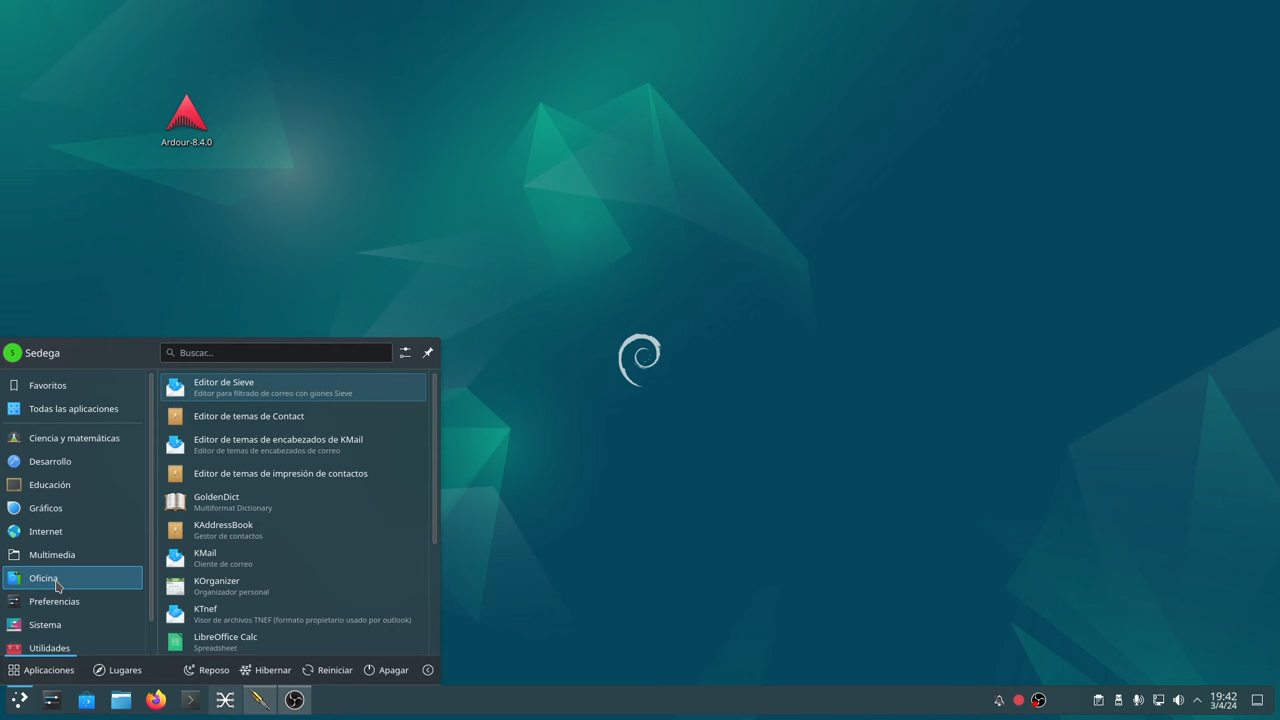 Ardour-8.4.0
S
Sedega
Buscar...
Favoritos
Todas las aplicaciones
Ciencia y matemáticas
Desarrollo
Educación
Gráficos
Internet
Multimedia
Oficina
Preferencias
Sistema
Utilidades
Editor de Sieve
Editor para filtrado de correo con giones Sieve
Editor de temas de Contact
Editor de temas de encabezados de KMail
Editor de temas de encabezados de correo
Editor de temas de impresión de contactos
GoldenDict
Multiformat Dictionary
KAddressBook
Gestor de contactos
KMail
Cliente de correo
KOrganizer
Organizador personal
KTnef
Visor de archivos TNEF (formato propietario usado por outlook)
LibreOffice Calc
Spreadsheet
Aplicaciones
Lugares
Reposo
Hibernar
Reiniciar
Apagar
19:42
3/4/24